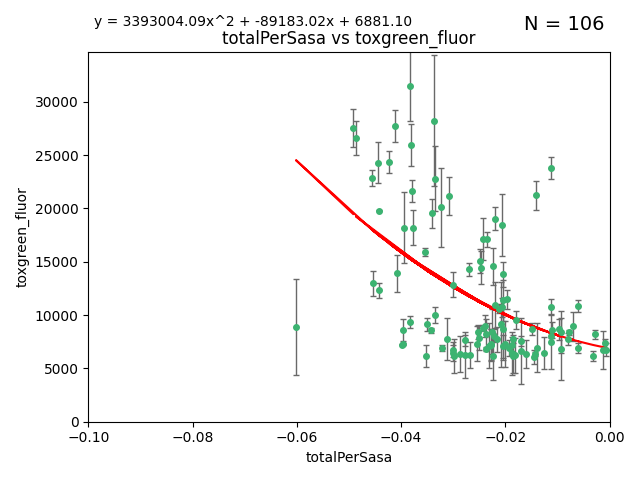 y = 3393004.09x^2 + -89183.02x + 6881.10
N = 106
totalPerSasa vs toxgreen_fluor
30000
25000
20000
15000
10000
5000
0
toxgreen_fluor
−0.10
−0.08
−0.06
−0.04
−0.02
0.00
totalPerSasa